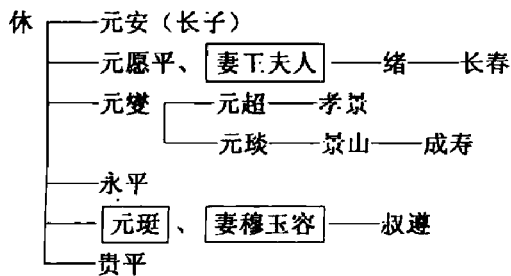 休 元安（长子）
元愿平、妻王夫人 绪 长春
元燮 元超 孝景
元琰 景山 成寿
永平
元珽、妻穆玉容 叔遵
贵平